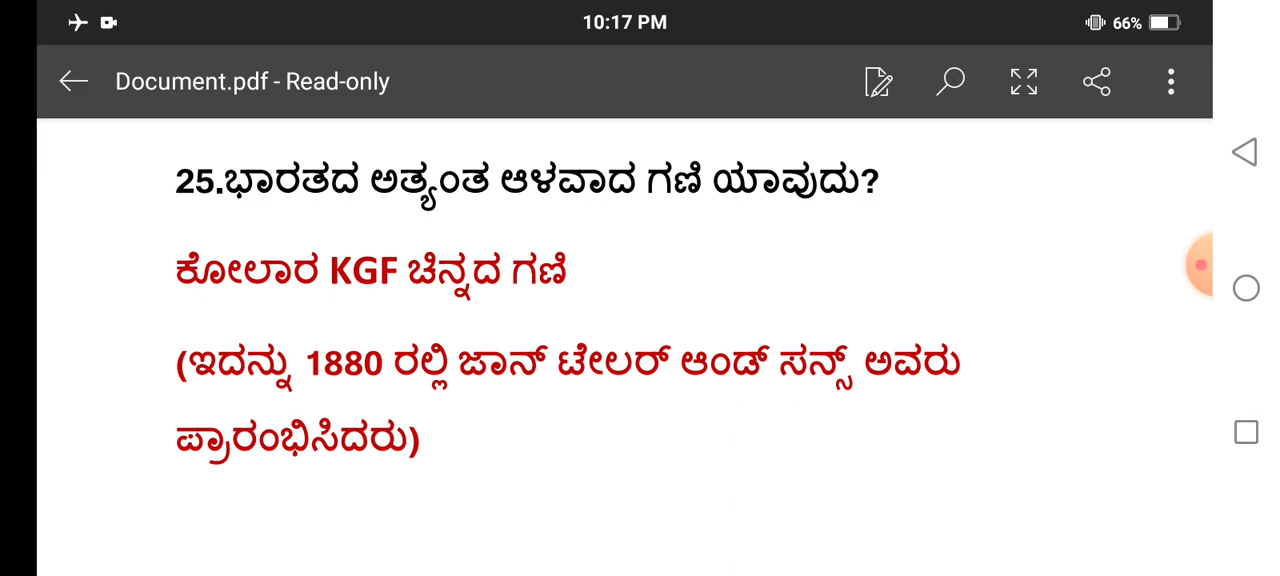 10:17 PM
66%
Document.pdf - Read-only
25.ಭಾರತದ ಅತ್ಯಂತ ಆಳವಾದ ಗಣಿ ಯಾವುದು?
ಕೋಲಾರ KGF ಚಿನ್ನದ ಗಣಿ
(ಇದನ್ನು 1880 ರಲ್ಲಿ ಜಾನ್ ಟೇಲರ್ ಆಂಡ್ ಸನ್ಸ್ ಅವರು
ಪ್ರಾರಂಭಿಸಿದರು)